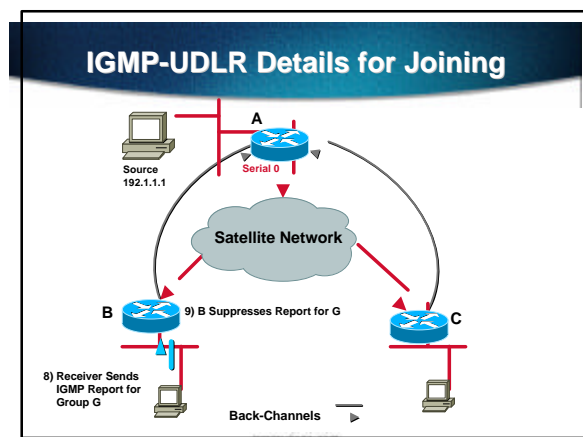 IGMP-UDLR Details for Joining
A
Source
192.1.1.1
Serial 0
Satellite Network
B
9) B Suppresses Report for G
C
8) Receiver Sends
IGMP Report for
Group G
Back-Channels